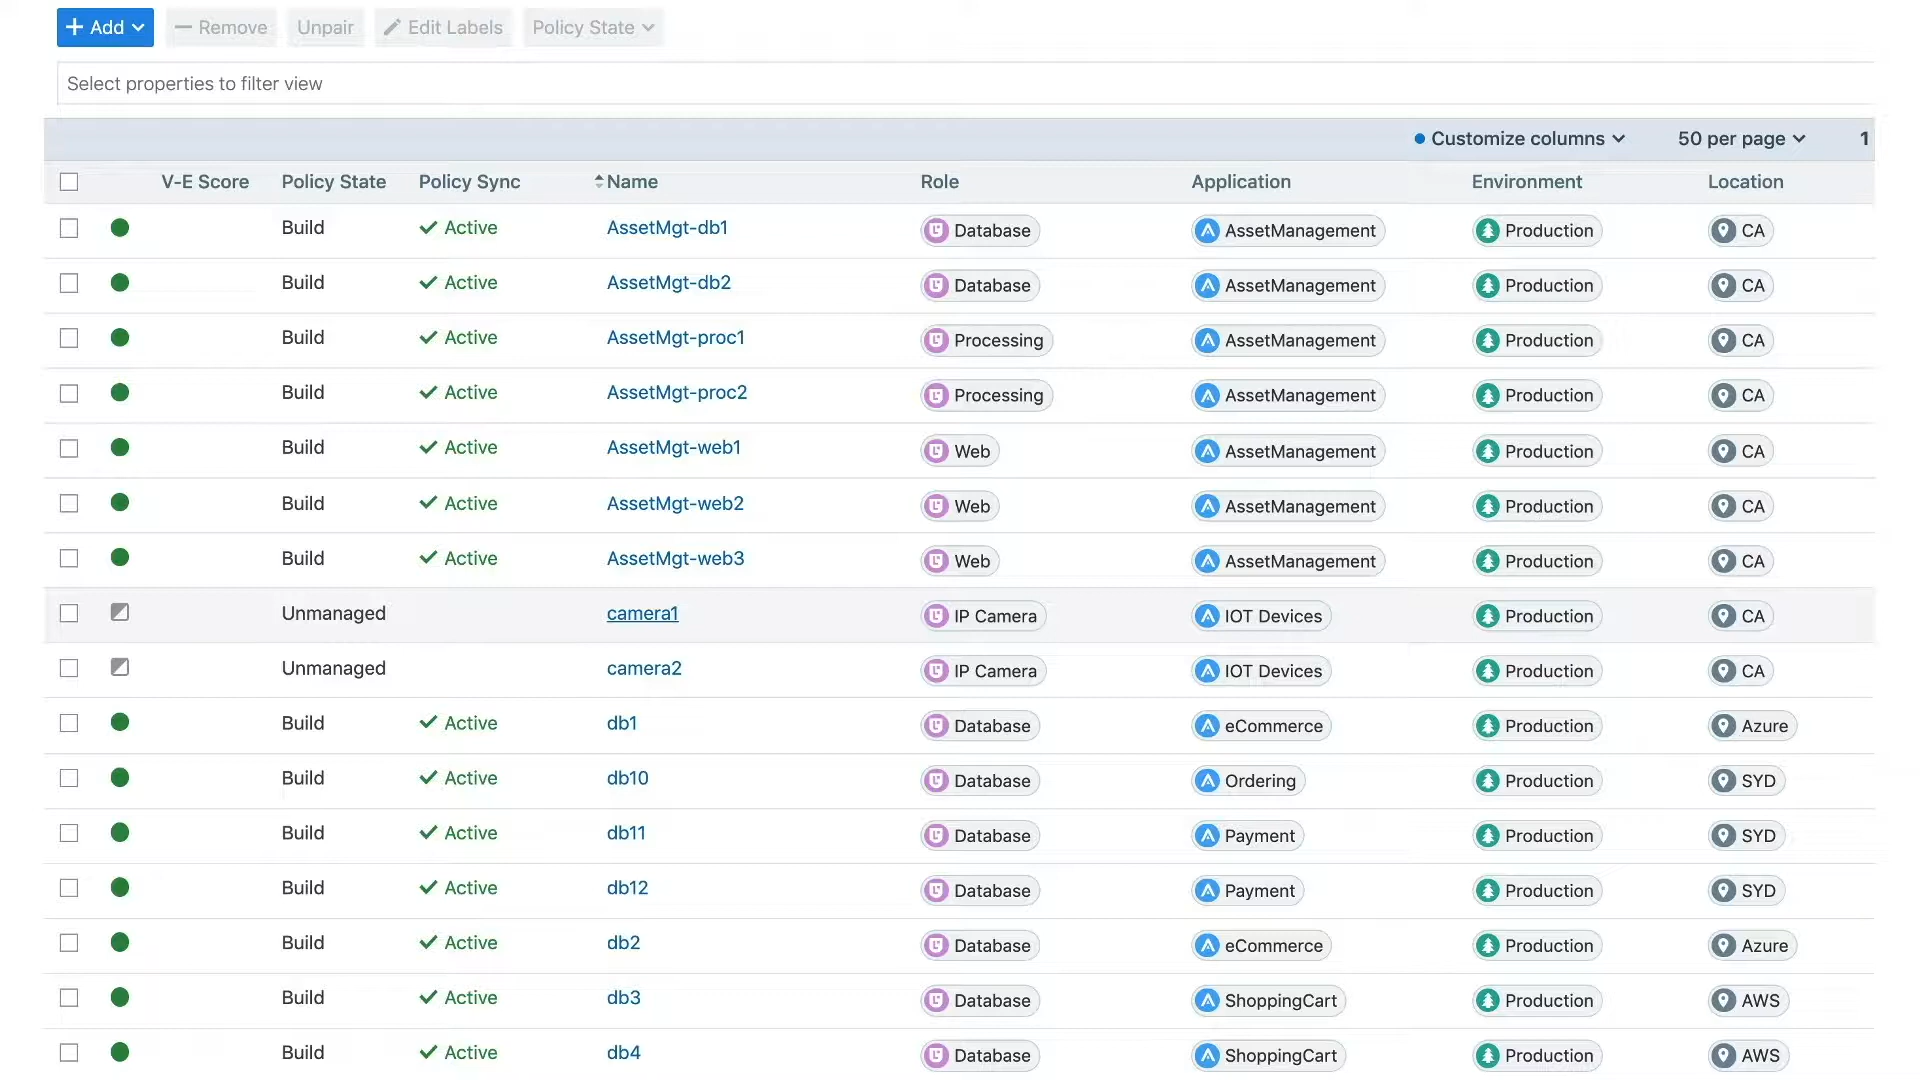 Add Remove Unpair Edit Labels Policy State
Select properties to filter view
Customize columns 50 per page 1
V-E Score Policy State Policy Sync Name Role Application Environment Location
Build Active AssetMgt-db1 Database AssetManagement Production CA
Build Active AssetMgt-db2 Database AssetManagement Production CA
Build Active AssetMgt-proc1 Processing AssetManagement Production CA
Build Active AssetMgt-proc2 Processing AssetManagement Production CA
Build Active AssetMgt-web1 Web AssetManagement Production CA
Build Active AssetMgt-web2 Web AssetManagement Production CA
Build Active AssetMgt-web3 Web AssetManagement Production CA
Unmanaged camera1 IP Camera IOT Devices Production CA
Unmanaged camera2 IP Camera IOT Devices Production CA
Build Active db1 Database eCommerce Production Azure
Build Active db10 Database Ordering Production SYD
Build Active db11 Database Payment Production SYD
Build Active db12 Database Payment Production SYD
Build Active db2 Database eCommerce Production Azure
Build Active db3 Database ShoppingCart Production AWS
Build Active db4 Database ShoppingCart Production AWS